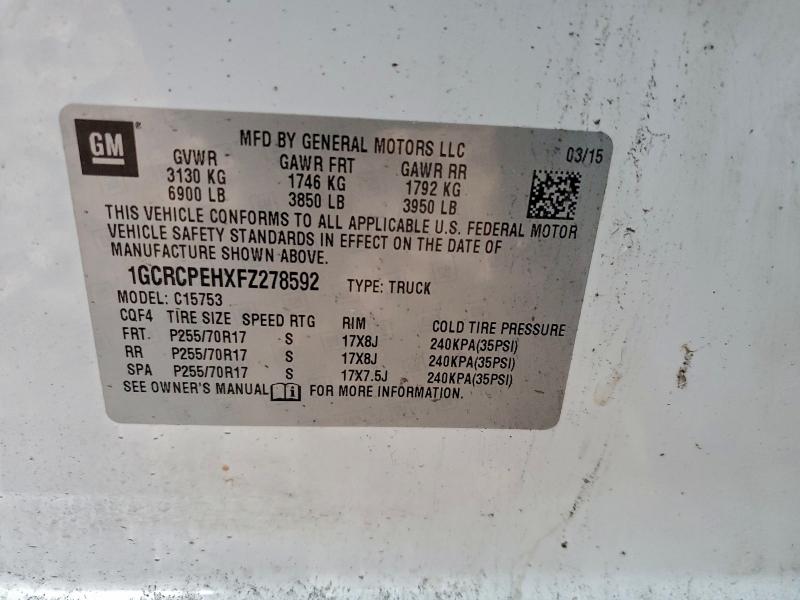 GM
MFD BY GENERAL MOTORS LLC
03/15
GVWR GAWR FRT GAWR RR
3130 KG 1746 KG 1792 KG
6900 LB 3850 LB 3950 LB
THIS VEHICLE CONFORMS TO ALL APPLICABLE U.S. FEDERAL MOTOR
VEHICLE SAFETY STANDARDS IN EFFECT ON THE DATE OF
MANUFACTURE SHOWN ABOVE.
1GCRCPEHXFZ278592 TYPE: TRUCK
MODEL: C15753
CQF4 TIRE SIZE SPEED RTG RIM COLD TIRE PRESSURE
FRT. P255/70R17 S 17X8J 240KPA(35PSI)
RR P255/70R17 S 17X8J 240KPA(35PSI)
SPA P255/70R17 S 17X7.5J 240KPA(35PSI)
SEE OWNER'S MANUAL FOR MORE INFORMATION.